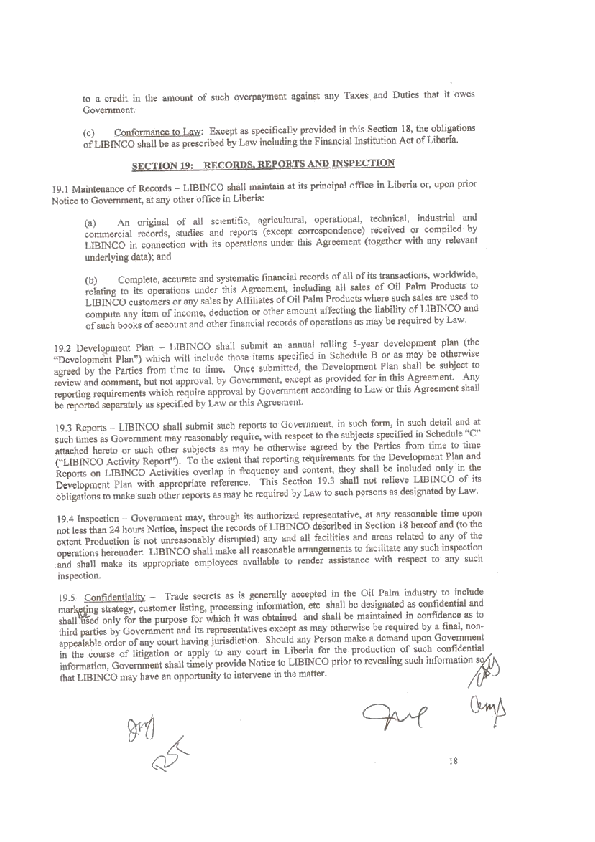 to a credit in the amount of such overpayment against any Taxes and Duties that it owes
Government.
(c) Conformance to Law: Except as specifically provided in this Section 18, the obligations
of LIBINCO shall be as prescribed by Law including the Financial Institution Act of Liberia.
SECTION 19: RECORDS, REPORTS AND INSPECTION
19.1 Maintenance of Records – LIBINCO shall maintain at its principal office in Liberia or, upon prior
Notice to Government, at any other office in Liberia:
(a) An original of all scientific, agricultural, operational, technical, industrial and
commercial records, studies and reports (except correspondence) received or compiled by
LIBINCO in connection with its operations under this Agreement (together with any relevant
underlying data); and
(b) Complete, accurate and systematic financial records of all of its transactions, worldwide,
relating to its operations under this Agreement, including all sales of Oil Palm Products to
LIBINCO customers or any sales by Affiliates of Oil Palm Products where such sales are used to
compute any item of income, deduction or other amount affecting the liability of LIBINCO and
of such books of account and other financial records of operations as may be required by Law.
19.2 Development Plan – LIBINCO shall submit an annual rolling 5-year development plan (the
"Development Plan") which will include those items specified in Schedule B or as may be otherwise
agreed by the Parties from time to time. Once submitted, the Development Plan shall be subject to
review and comment, but not approval, by Government, except as provided for in this Agreement. Any
reporting requirements which require approval by Government according to Law or this Agreement shall
be reported separately as specified by Law or this Agreement.
19.3 Reports – LIBINCO shall submit such reports to Government, in such form, in such detail and at
such times as Government may reasonably require, with respect to the subjects specified in Schedule "C"
attached hereto or such other subjects as may be otherwise agreed by the Parties from time to time
("LIBINCO Activity Report"). To the extent that reporting requirements for the Development Plan and
Reports on LIBINCO Activities overlap in frequency and content, they shall be included only in the
Development Plan with appropriate reference. This Section 19.3 shall not relieve LIBINCO of its
obligations to make such other reports as may be required by Law to such persons as designated by Law.
19.4 Inspection – Government may, through its authorized representative, at any reasonable time upon
not less than 24 hours Notice, inspect the records of LIBINCO described in Section 18 hereof and (to the
extent Production is not unreasonably disrupted) any and all facilities and areas related to any of the
operations hereunder. LIBINCO shall make all reasonable arrangements to facilitate any such inspection
and shall make its appropriate employees available to render assistance with respect to any such
inspection.
19.5 Confidentiality – Trade secrets as is generally accepted in the Oil Palm industry to include
marketing strategy, customer listing, processing information, etc shall be designated as confidential and
shall used only for the purpose for which it was obtained and shall be maintained in confidence as to
third parties by Government and its representatives except as may otherwise be required by a final, non-
appealable order of any court having jurisdiction. Should any Person make a demand upon Government
in the course of litigation or apply to any court in Liberia for the production of such confidential
information, Government shall timely provide Notice to LIBINCO prior to revealing such information so
that LIBINCO may have an opportunity to intervene in the matter.
18